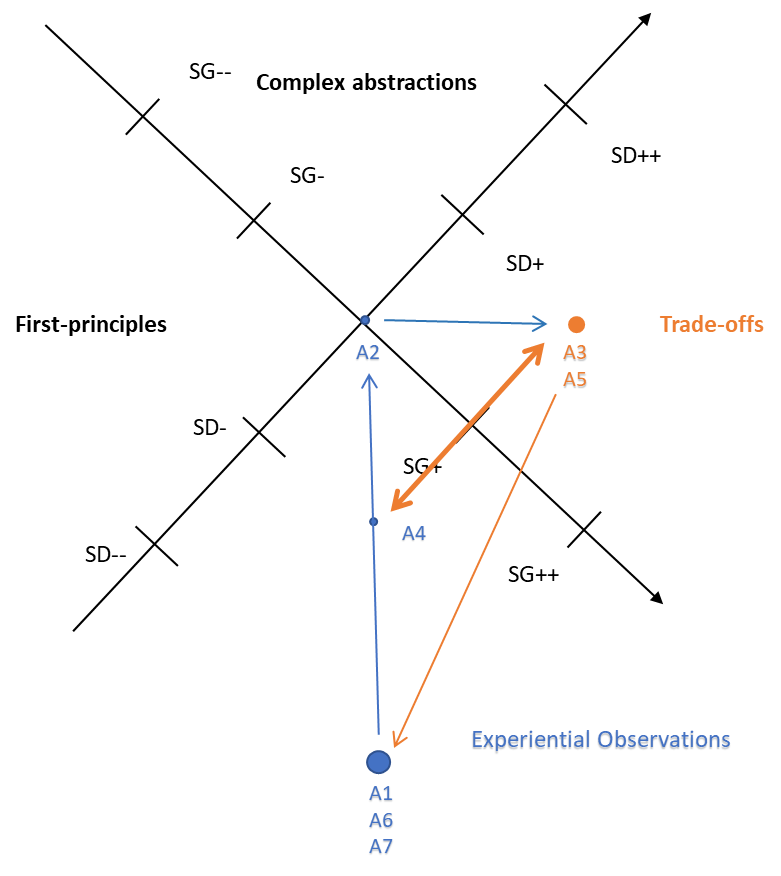 SG--
Complex abstractions
SD++
SG-
SD+
First-principles
Trade-offs
A2
A3
A5
SD-
SG+
A4
SD--
SG++
Experiential Observations
A1
A6
A7